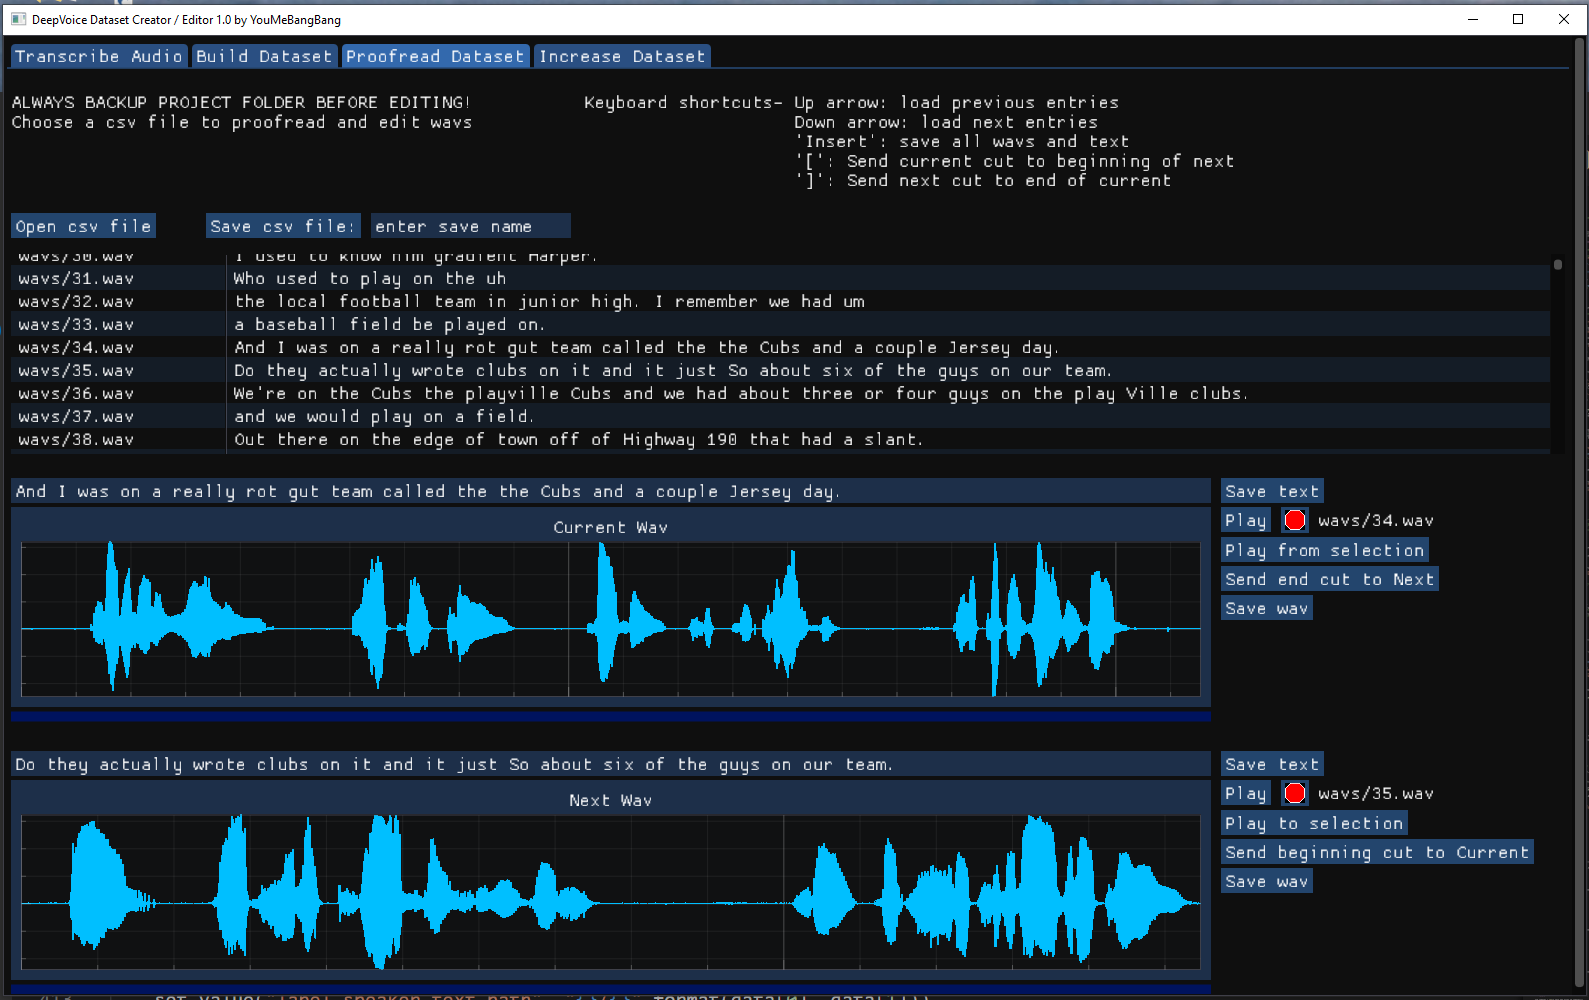 DeepVoice Dataset Creator / Editor 1.0 by YouMeBangBang
Transcribe Audio Build Dataset Proofread Dataset Increase Dataset
ALWAYS BACKUP PROJECT FOLDER BEFORE EDITING!
Choose a csv file to proofread and edit wavs
Keyboard shortcuts- Up arrow: load previous entries
Down arrow: load next entries
'Insert': save all wavs and text
'[': Send current cut to beginning of next
']': Send next cut to end of current
Open csv file Save csv file: enter save name
wavs/30.wav I used to know him gradient Harper.
wavs/31.wav Who used to play on the uh
wavs/32.wav the local football team in junior high. I remember we had um
wavs/33.wav a baseball field be played on.
wavs/34.wav And I was on a really rot gut team called the the Cubs and a couple Jersey day.
wavs/35.wav Do they actually wrote clubs on it and it just So about six of the guys on our team.
wavs/36.wav We're on the Cubs the playville Cubs and we had about three or four guys on the play Ville clubs.
wavs/37.wav and we would play on a field.
wavs/38.wav Out there on the edge of town off of Highway 190 that had a slant.
And I was on a really rot gut team called the the Cubs and a couple Jersey day.
Save text
Current Wav
Play wavs/34.wav
Play from selection
Send end cut to Next
Save wav
Do they actually wrote clubs on it and it just So about six of the guys on our team.
Save text
Next Wav
Play wavs/35.wav
Play to selection
Send beginning cut to Current
Save wav